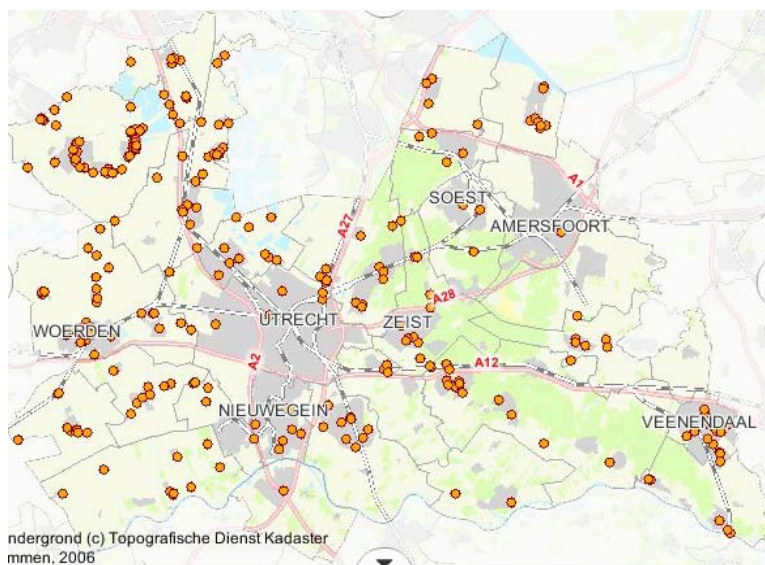 A1
SOEST
AMERSFOORT
A27
A28
WOERDEN
UTRECHT
ZEIST
A2
A12
NIEUWEGEIN
VEENENDAAL
ndergrond (c) Topografische Dienst Kadaster
mmen, 2006